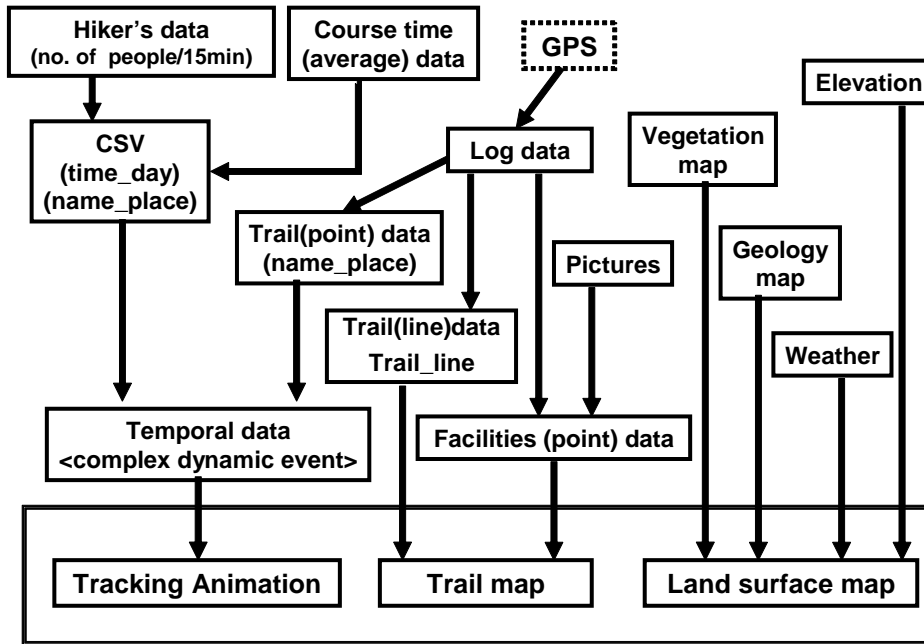 Hiker's data
(no. of people/15min)
Course time
(average) data
GPS
Elevation
CSV
(time_day)
(name_place)
Log data
Vegetation
map
Trail(point) data
(name_place)
Pictures
Geology
map
Trail(line)data
Trail_line
Weather
Temporal data
<complex dynamic event>
Facilities (point) data
Tracking Animation
Trail map
Land surface map